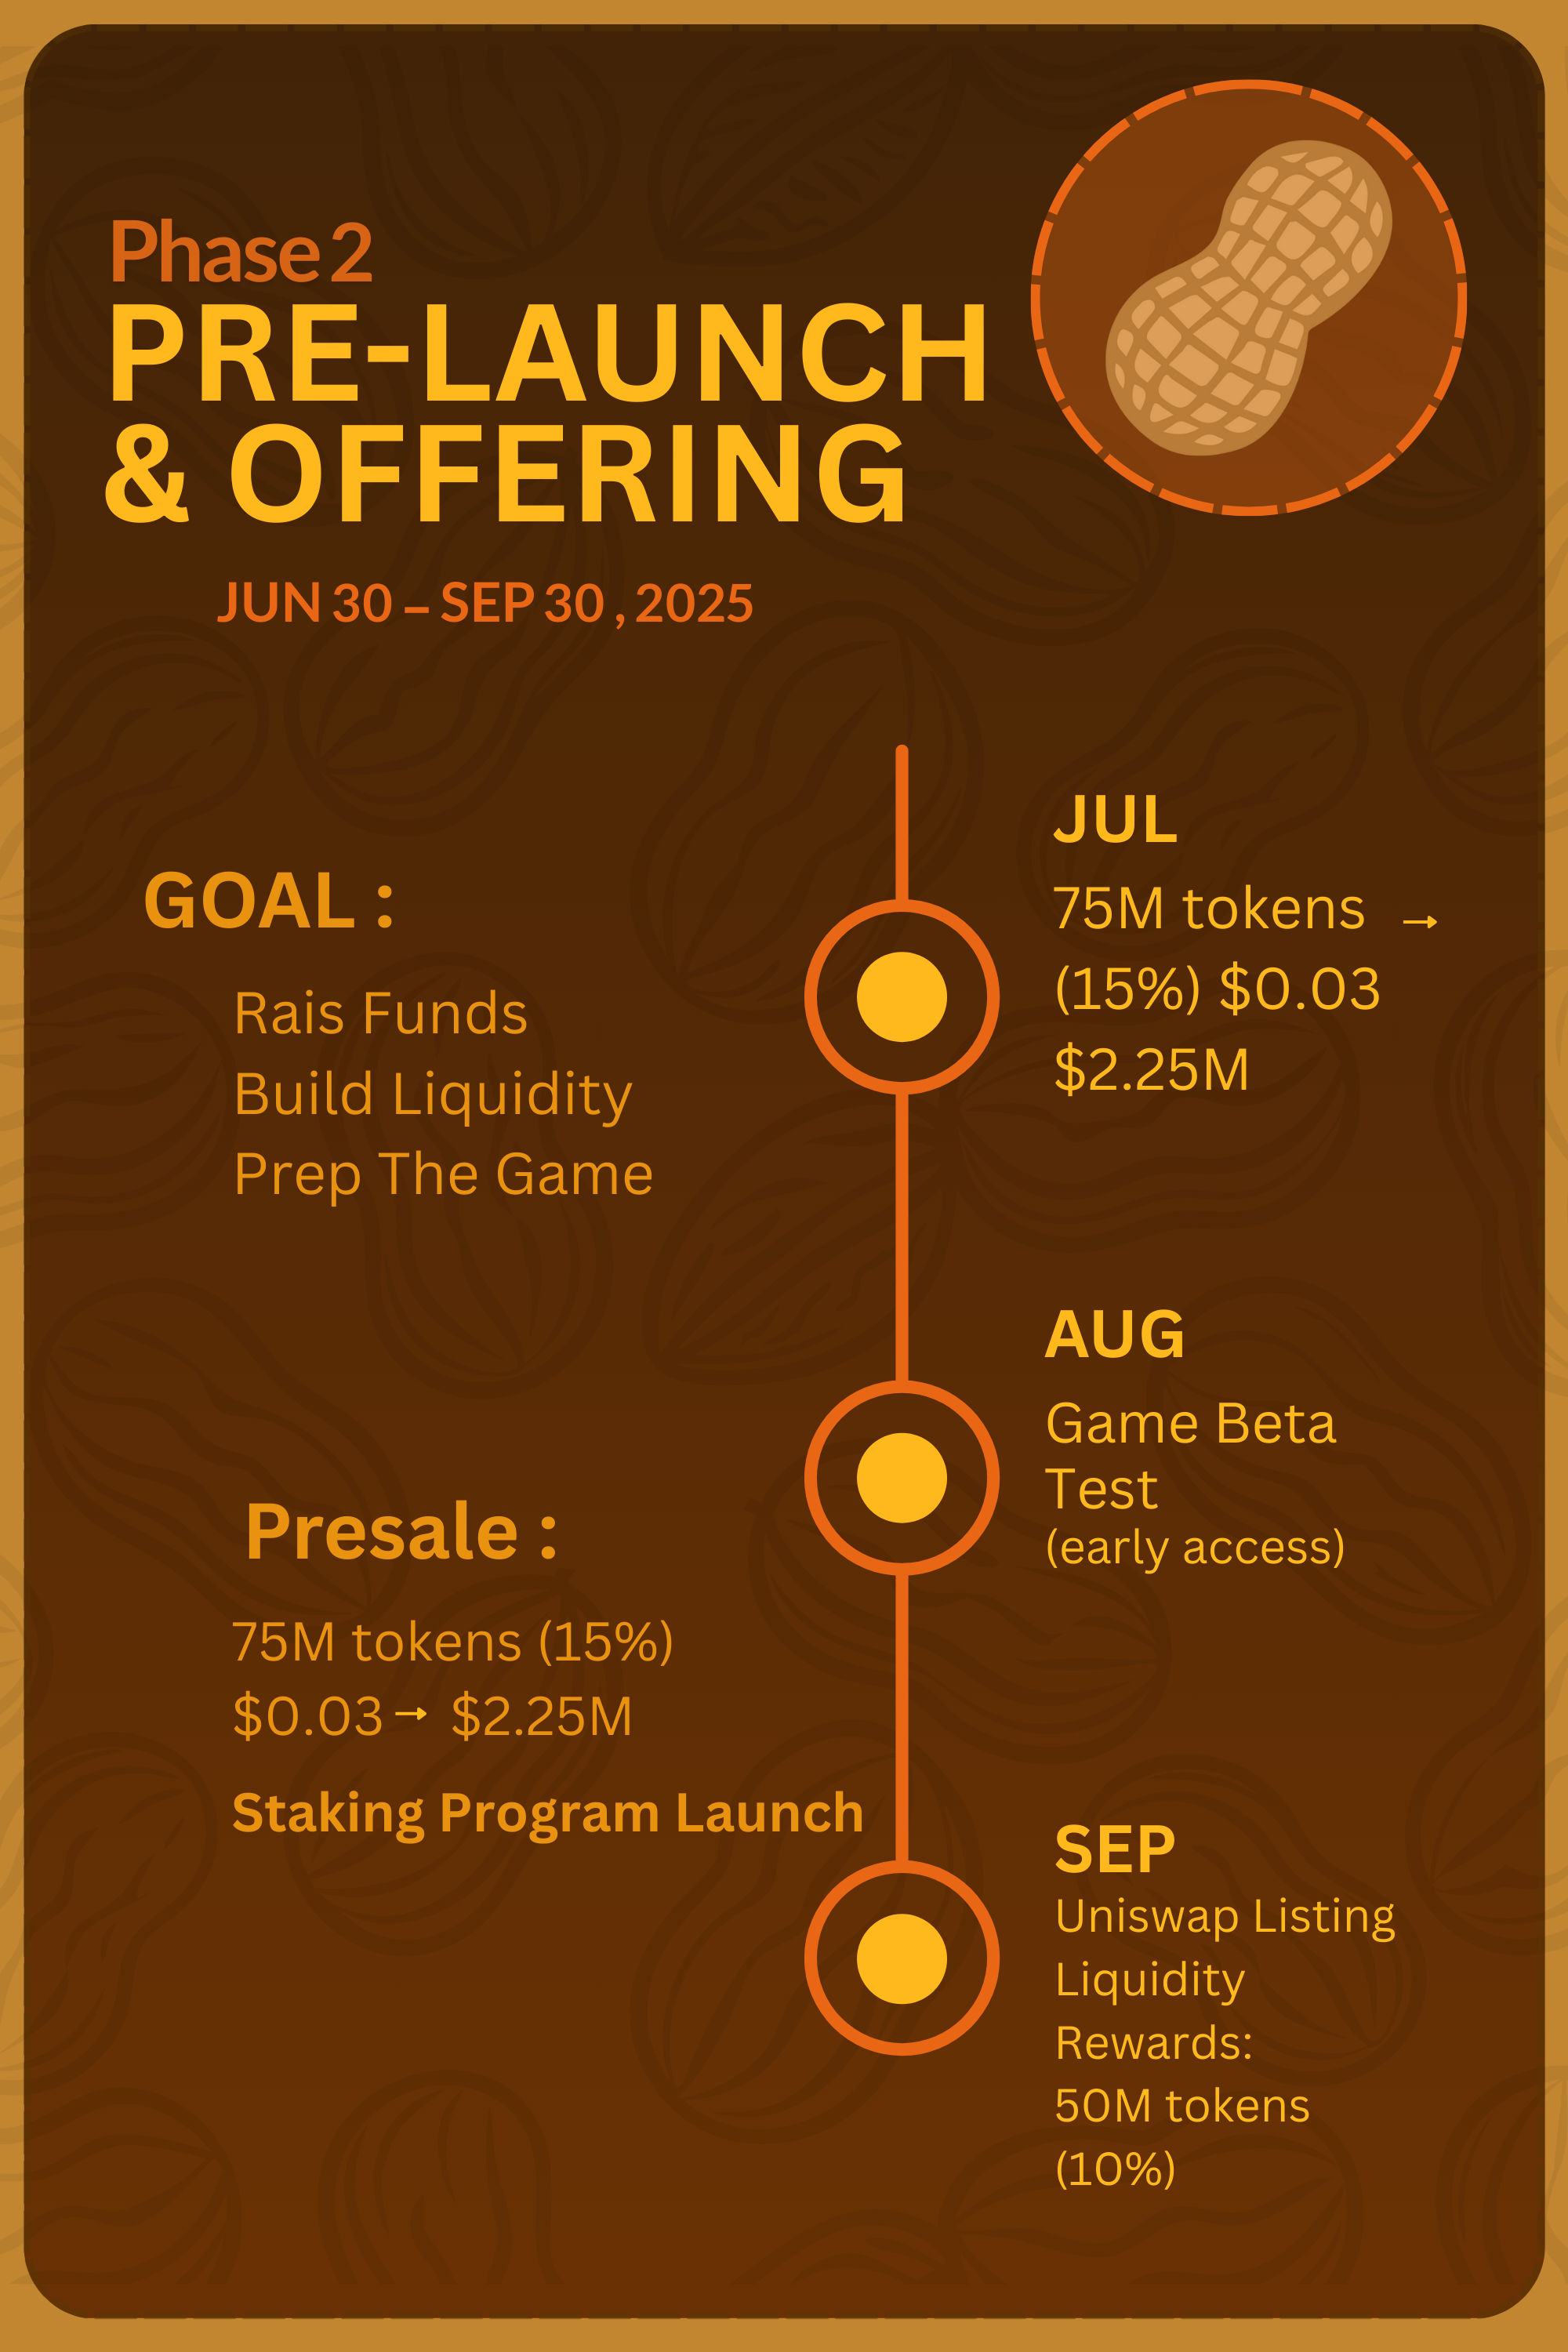 Phase 2
PRE-LAUNCH
& OFFERING
JUN 30 – SEP 30 , 2025
GOAL :
Rais Funds
Build Liquidity
Prep The Game
Presale :
75M tokens (15%)
$0.03 → $2.25M
Staking Program Launch
JUL
75M tokens →
(15%) $0.03
$2.25M
AUG
Game Beta
Test
(early access)
SEP
Uniswap Listing
Liquidity
Rewards:
50M tokens
(10%)